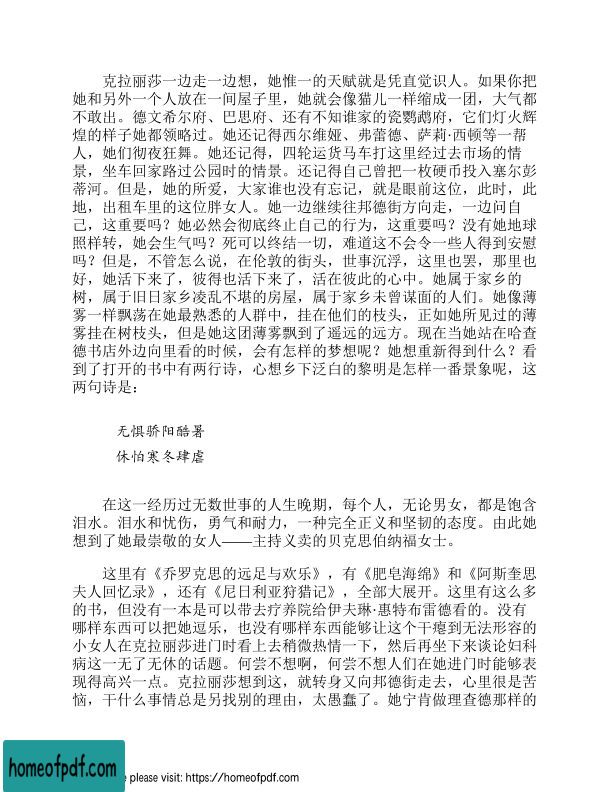 克拉丽莎一边走一边想，她惟一的天赋就是凭直觉识人。如果你把
她和另外一个人放在一间屋子里，她就会像猫儿一样缩成一团，大气都
不敢出。德文希尔府、巴思府、还有不知谁家的瓷鹦鹉府，它们灯火辉
煌的样子她都领略过。她还记得西尔维娅、弗蕾德、萨莉·西顿等一帮
人，她们彻夜狂舞。她还记得，四轮运货马车打这里经过去市场的情
景，坐车回家路过公园时的情景。还记得自己曾把一枚硬币投入塞尔彭
蒂河。但是，她的所爱，大家谁也没有忘记，就是眼前这位，此时，此
地，出租车里的这位胖女人。她一边继续往邦德街方向走，一边问自
己，这重要吗？她必然会彻底终止自己的行为，这重要吗？没有她地球
照样转，她会生气吗？死可以终结一切，难道这不会令一些人得到安慰
吗？但是，不管怎么说，在伦敦的街头，世事沉浮，这里也罢，那里也
好，她活下来了，彼得也活下来了，活在彼此的心中。她属于家乡的
树，属于旧日家乡凌乱不堪的房屋，属于家乡未曾谋面的人们。她像薄
雾一样飘荡在她最熟悉的人群中，挂在他们的枝头，正如她所见过的薄
雾挂在树枝头，但是她这团薄雾飘到了遥远的远方。现在当她站在哈查
德书店外边向里看的时候，会有怎样的梦想呢？她想重新得到什么？看
到了打开的书中有两行诗，心想乡下泛白的黎明是怎样一番景象呢，这
两句诗是：
无惧骄阳酷暑
休怕寒冬肆虐
在这一经历过无数世事的人生晚期，每个人，无论男女，都是饱含
泪水。泪水和忧伤，勇气和耐力，一种完全正义和坚韧的态度。由此她
想到了她最崇敬的女人——主持义卖的贝克思伯纳福女士。
这里有《乔罗克思的远足与欢乐》，有《肥皂海绵》和《阿斯奎思
夫人回忆录》，还有《尼日利亚狩猎记》，全部大展开。这里有这么多
的书，但没有一本是可以带去疗养院给伊夫琳·惠特布雷德看的。没有
哪样东西可以把她逗乐，也没有哪样东西能够让这个干瘪到无法形容的
小女人在克拉丽莎进门时看上去稍微热情一下，然后再坐下来谈论妇科
病这一无了无休的话题。何尝不想啊，何尝不想人们在她进门时能够表
现得高兴一点。克拉丽莎想到这，就转身又向邦德街走去，心里很是苦
恼，干什么事情总是另找别的理由，太愚蠢了。她宁肯做理查德那样的
homeofpdf.com
please visit: https://homeofpdf.com